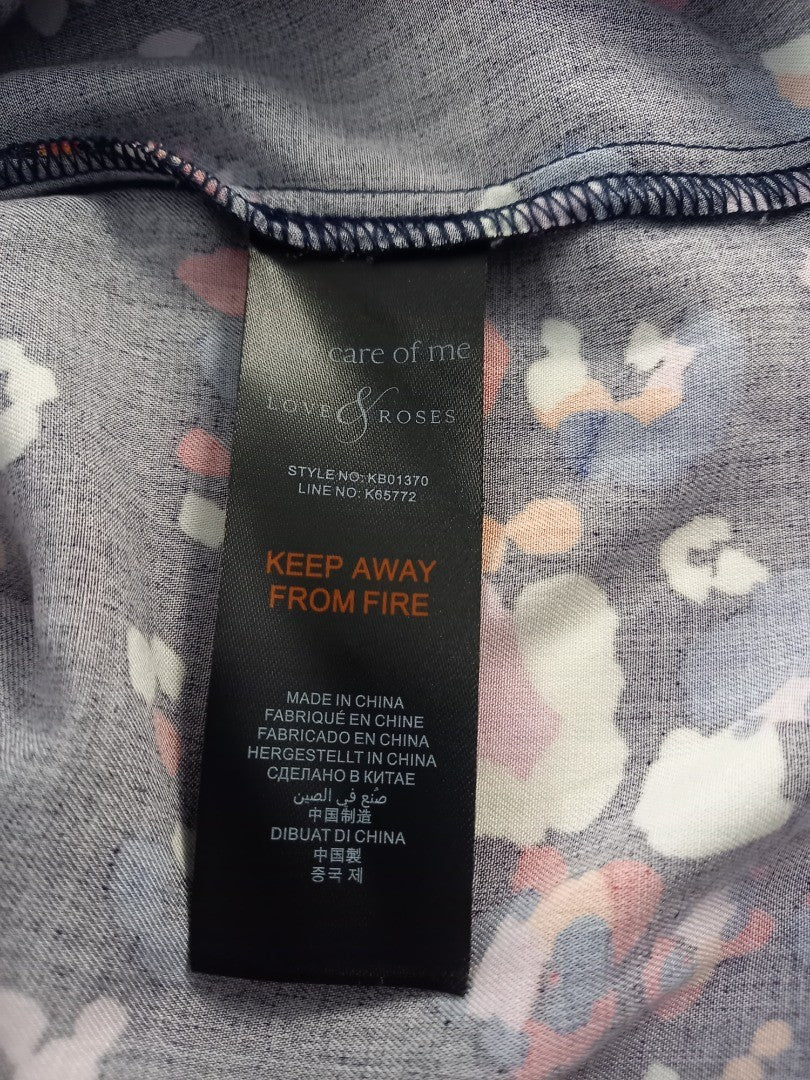 care of me
LOVE & ROSES
STYLE NO: KB01370
LINE NO: K65772
KEEP AWAY
FROM FIRE
MADE IN CHINA
FABRIQUÉ EN CHINE
FABRICADO EN CHINA
HERGESTELLT IN CHINA
СДЕЛАНО В КИТАЕ
صُنع في الصين
中国制造
DIBUAT DI CHINA
中国製
중국 제